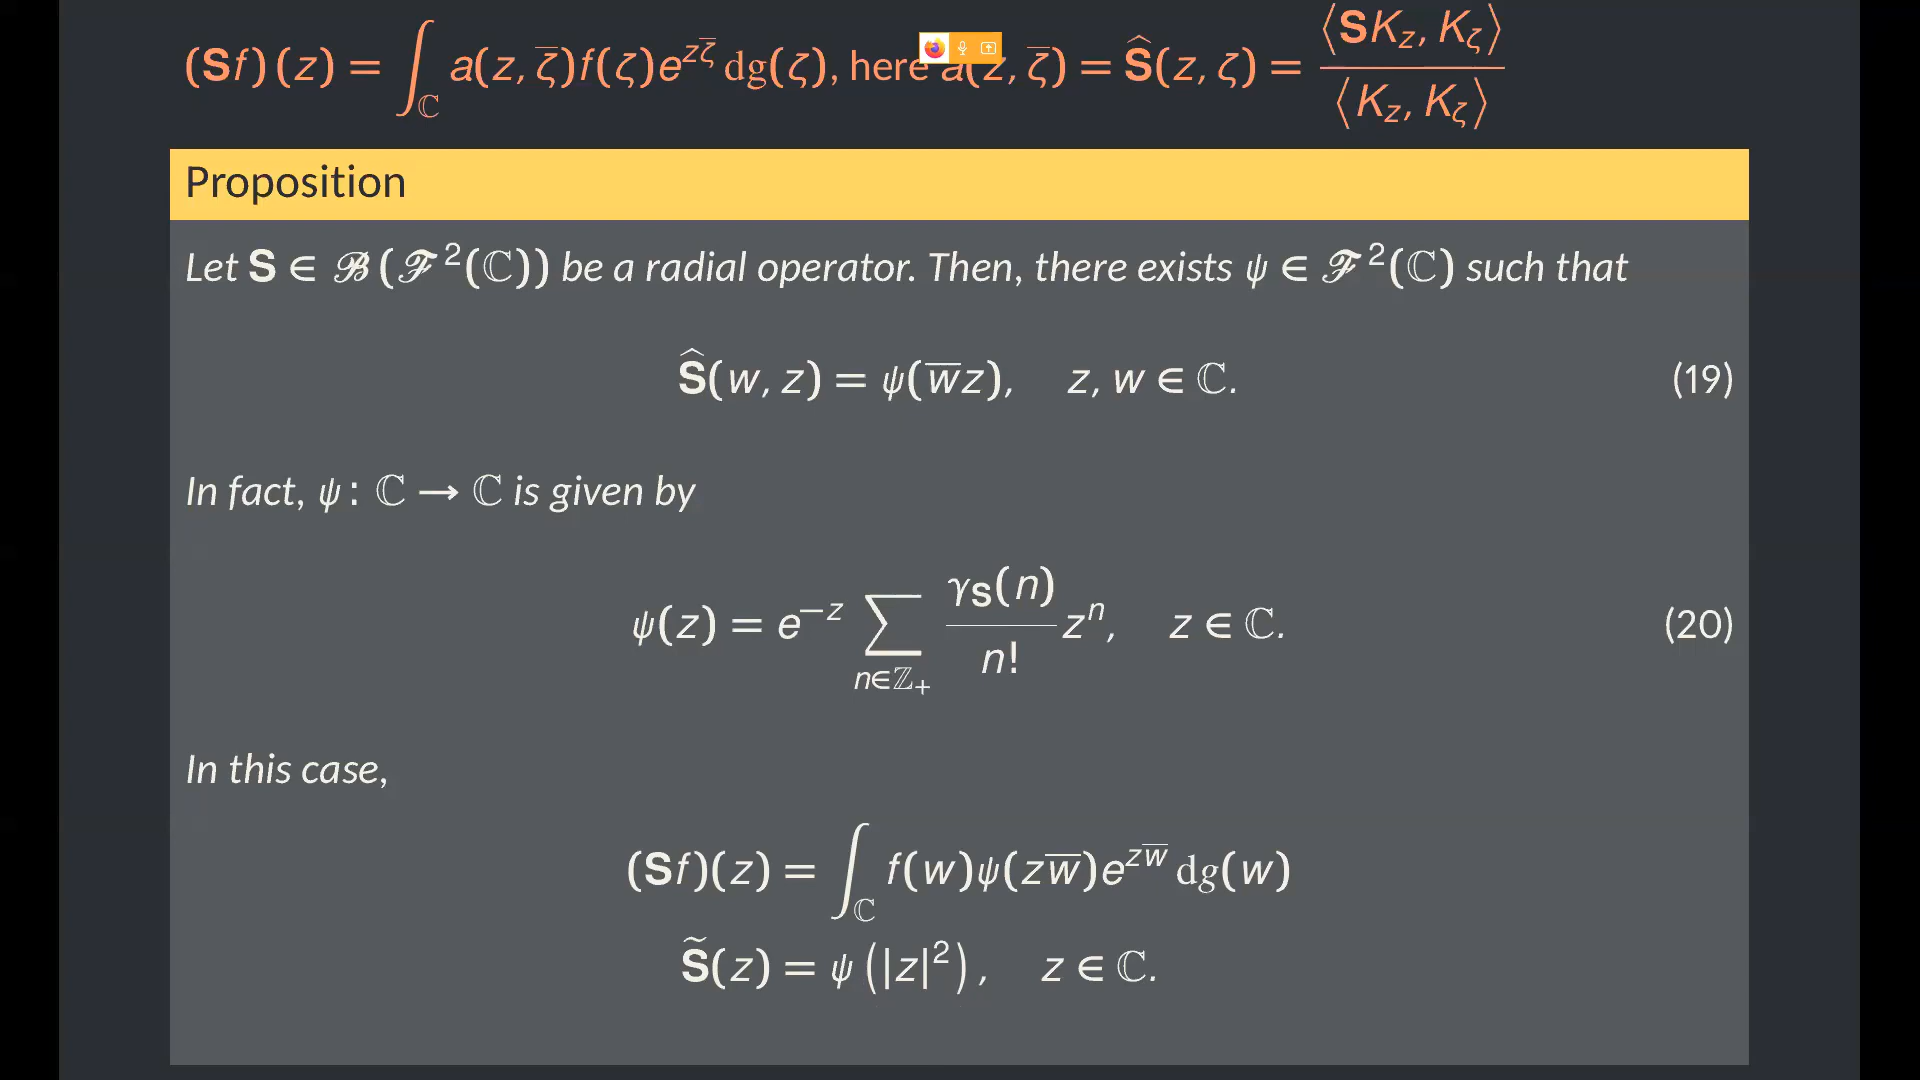 (𝐒f)(z) = ∫_ℂ a(z, ζ̅)f(ζ)e^{zζ̅} dg(ζ), here a(z, ζ̅) = 𝐒̂(z, ζ) = ⟨𝐒K_z, K_ζ⟩ / ⟨K_z, K_ζ⟩
Proposition
Let 𝐒 ∈ ℬ(ℱ²(ℂ)) be a radial operator. Then, there exists ψ ∈ ℱ²(ℂ) such that
𝐒̂(w, z) = ψ(w̅z), z, w ∈ ℂ. (19)
In fact, ψ: ℂ → ℂ is given by
ψ(z) = e^{−z} ∑_{n∈ℤ₊} γ_𝐒(n)/n! zⁿ, z ∈ ℂ. (20)
In this case,
(𝐒f)(z) = ∫_ℂ f(w)ψ(zw̅)e^{zw̅} dg(w)
𝐒̃(z) = ψ(|z|²), z ∈ ℂ.